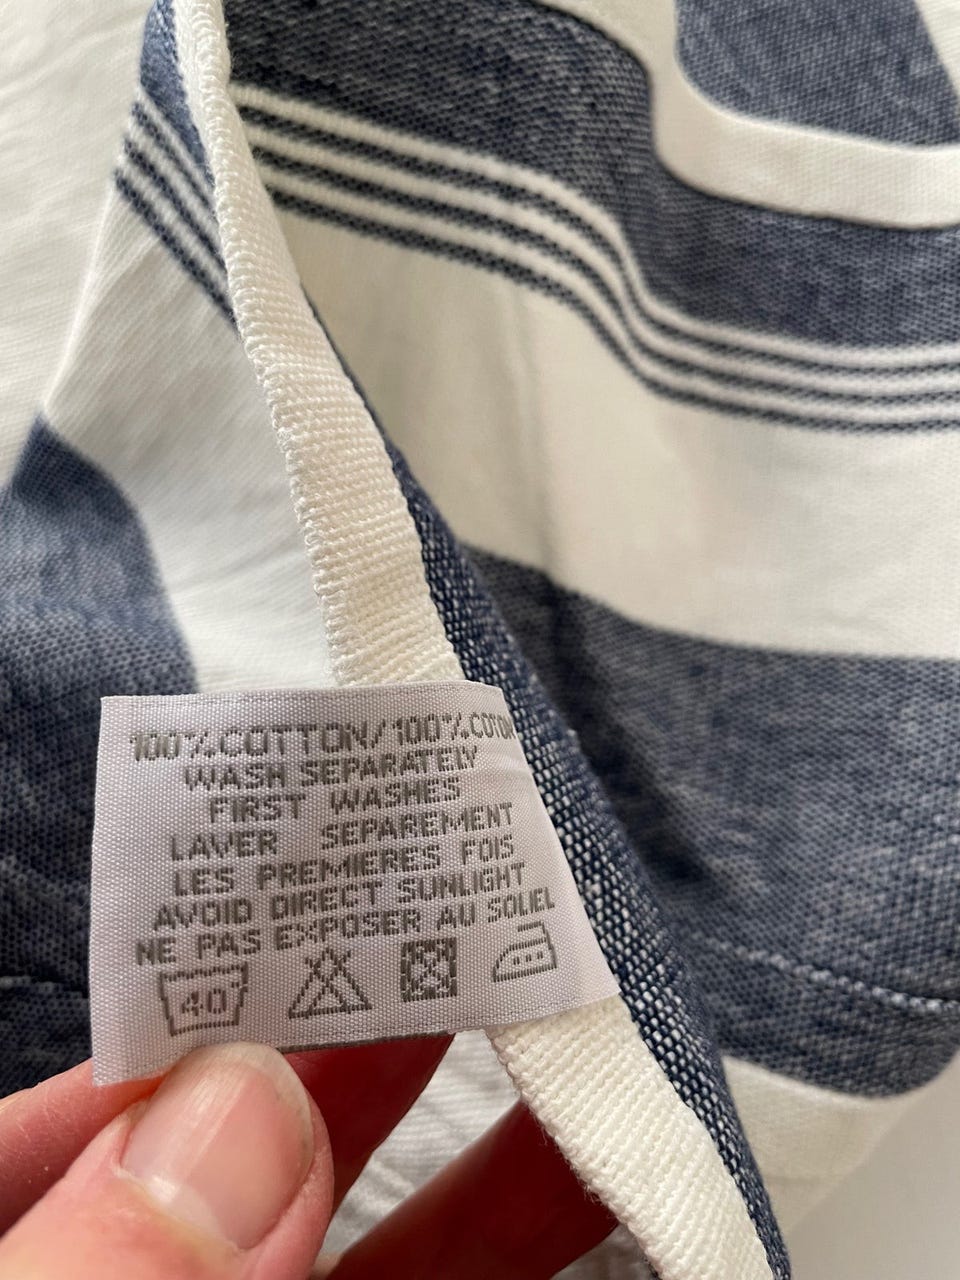 100%COTTON/100%COTON
WASH SEPARATELY
FIRST WASHES
LAVER SEPAREMENT
LES PREMIERES FOIS
AVOID DIRECT SUNLIGHT
NE PAS EXPOSER AU SOLIEL
40°